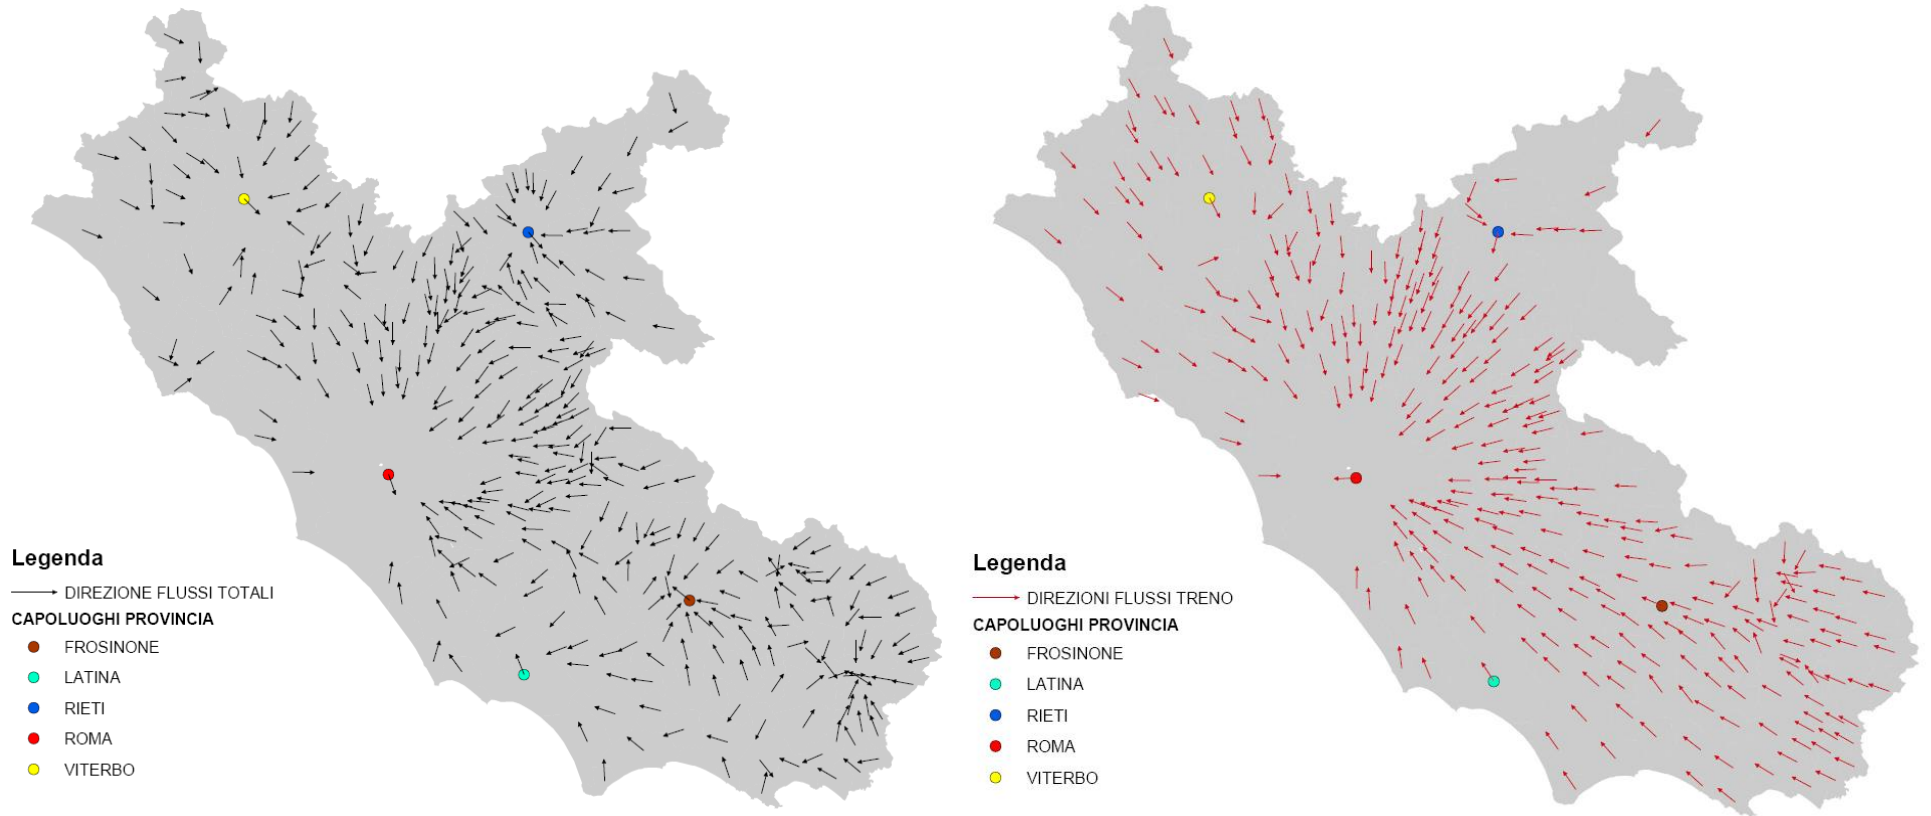 Legenda
DIREZIONE FLUSSI TOTALI
CAPOLUOGHI PROVINCIA
FROSINONE
LATINA
RIETI
ROMA
VITERBO
Legenda
DIREZIONI FLUSSI TRENO
CAPOLUOGHI PROVINCIA
FROSINONE
LATINA
RIETI
ROMA
VITERBO